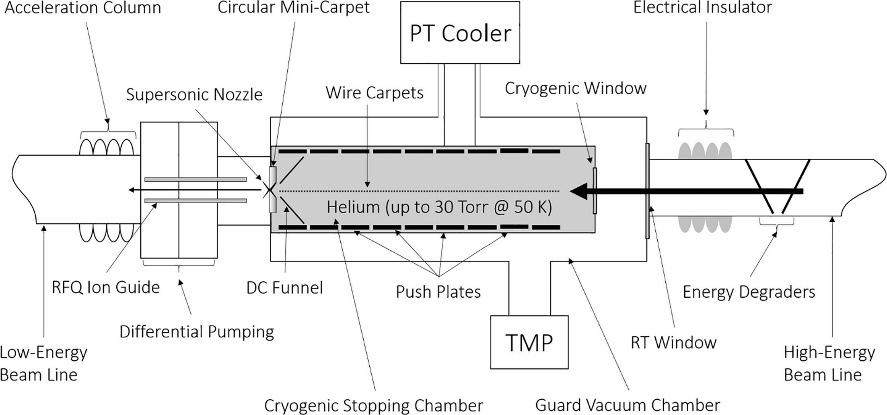 Acceleration Column
Circular Mini-Carpet
PT Cooler
Electrical Insulator
Supersonic Nozzle
Wire Carpets
Cryogenic Window
Helium (up to 30 Torr @ 50 K)
RFQ Ion Guide
DC Funnel
Push Plates
Energy Degraders
Differential Pumping
TMP
RT Window
Low-Energy
Beam Line
High-Energy
Beam Line
Cryogenic Stopping Chamber
Guard Vacuum Chamber